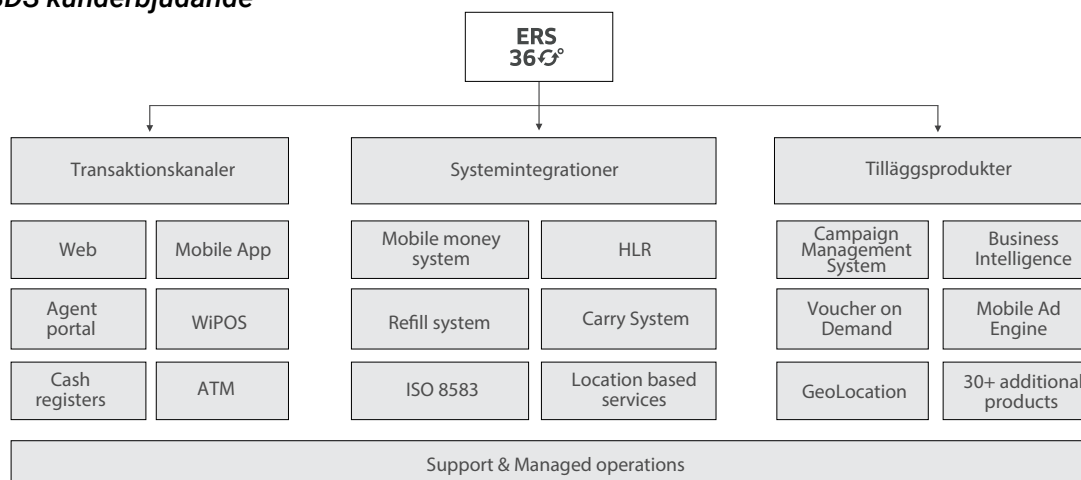 SDS kunderbjudande
ERS
36°
Transaktionskanaler
Systemintegrationer
Tilläggsprodukter
Web
Mobile App
Mobile money
system
HLR
Campaign
Management
System
Business
Intelligence
Agent
portal
WiPOS
Refill system
Carry System
Voucher on
Demand
Mobile Ad
Engine
Cash
registers
ATM
ISO 8583
Location based
services
GeoLocation
30+ additional
products
Support & Managed operations